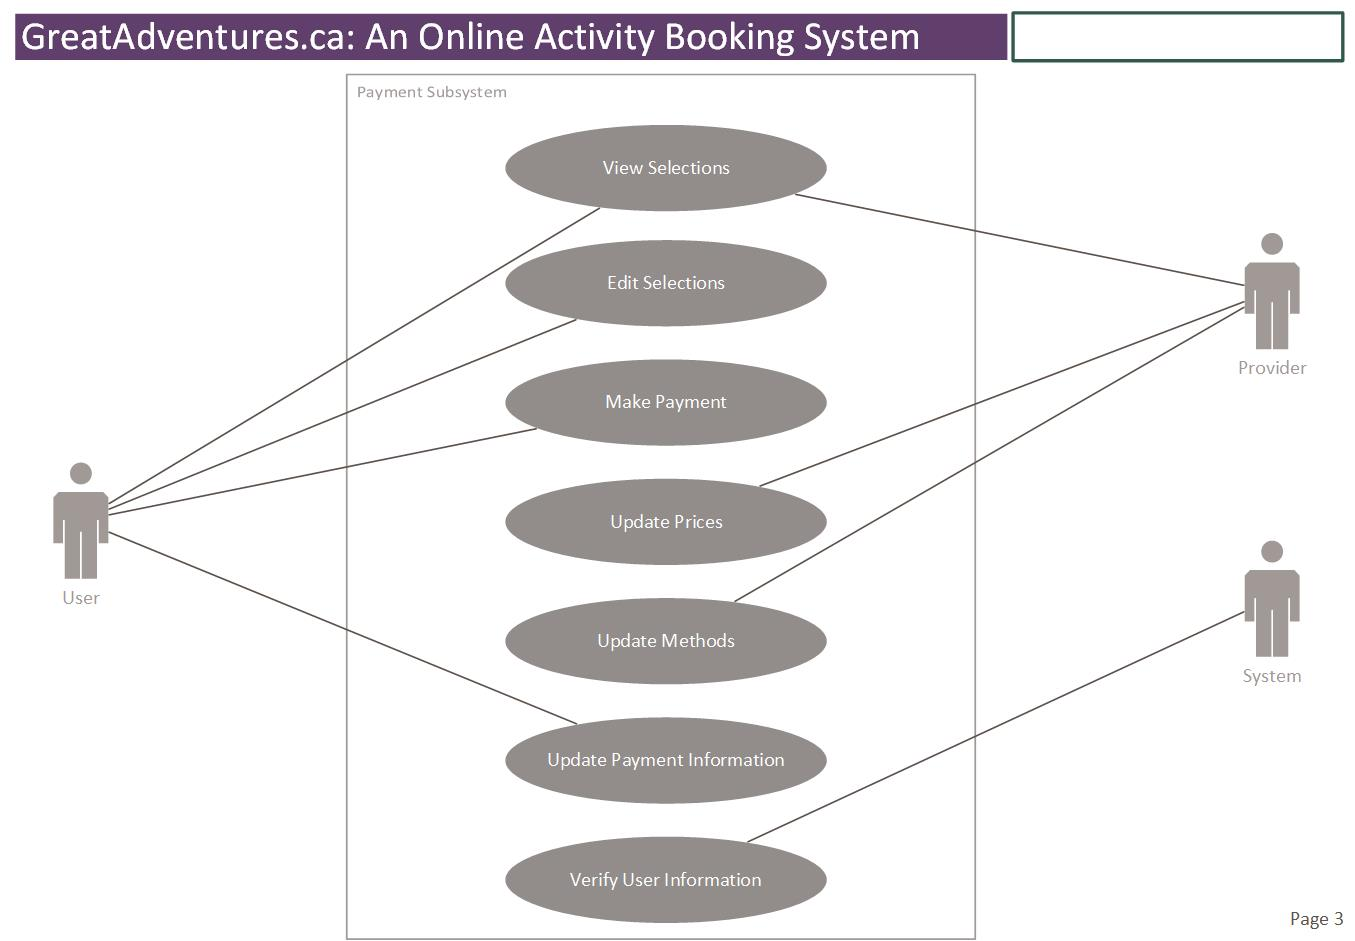 GreatAdventures.ca: An Online Activity Booking System
Payment Subsystem
View Selections
Edit Selections
Make Payment
Update Prices
Update Methods
Update Payment Information
Verify User Information
User
Provider
System
Page 3